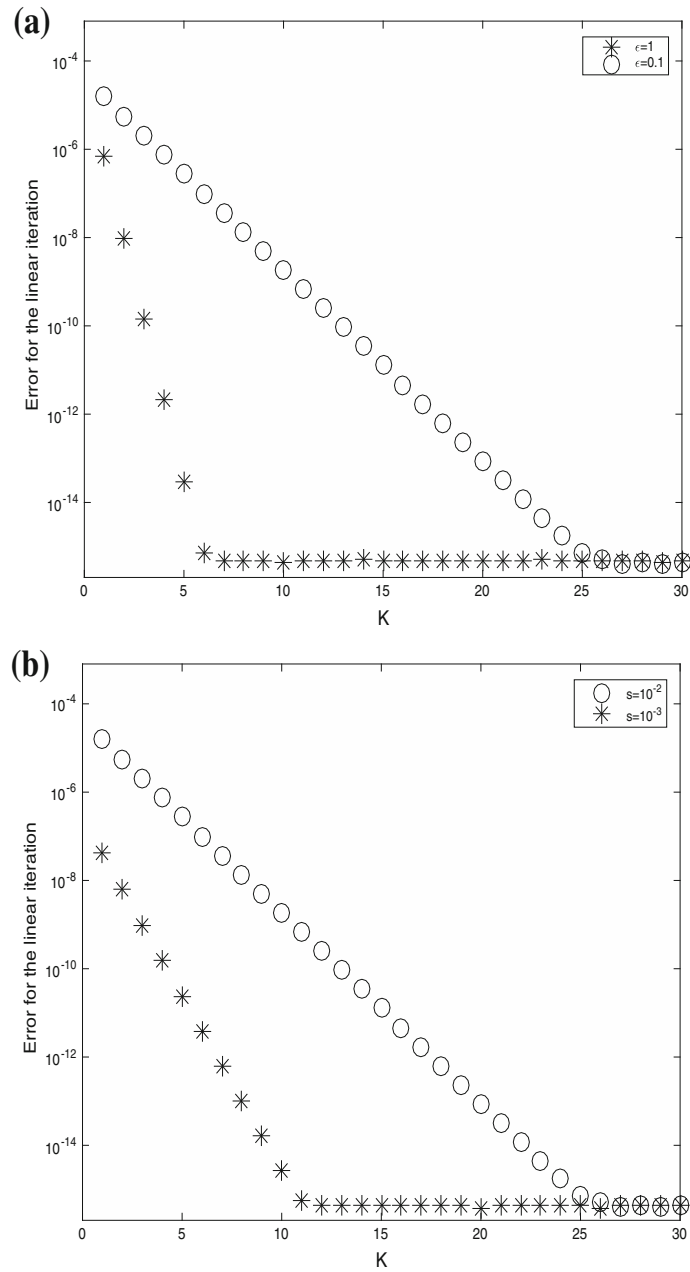 (a)
ϵ=1
ϵ=0.1
10^-4
10^-6
10^-8
10^-10
10^-12
10^-14
Error for the linear iteration
0 5 10 15 20 25 30
K
(b)
s=10^-2
s=10^-3
10^-4
10^-6
10^-8
10^-10
10^-12
10^-14
Error for the linear iteration
0 5 10 15 20 25 30
K